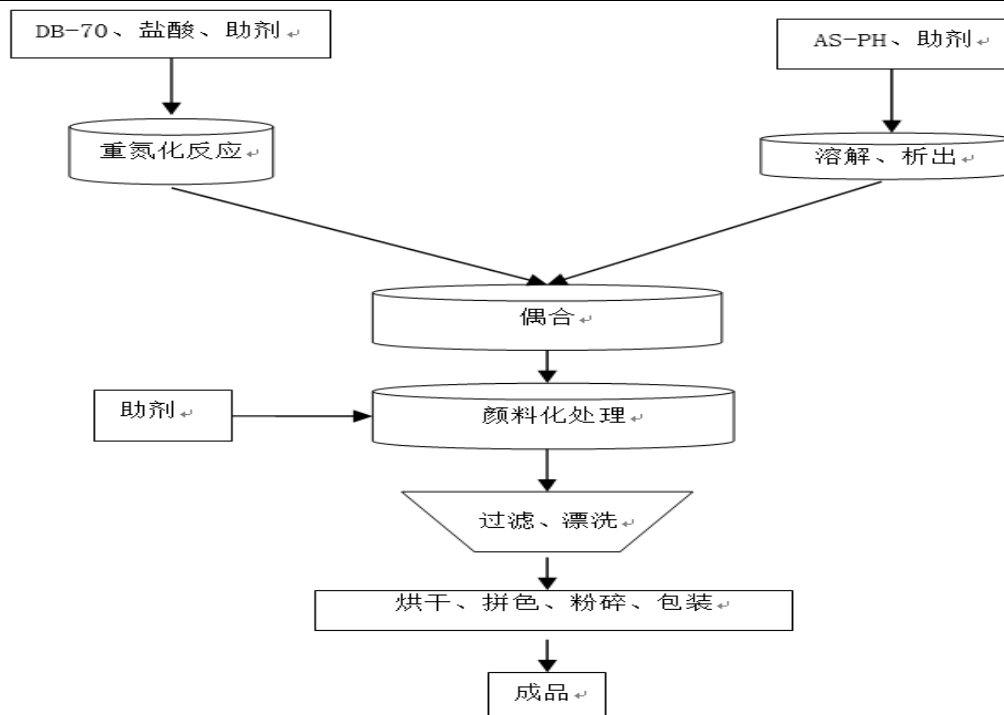 DB-70、盐酸、助剂
AS-PH、助剂
重氮化反应
溶解、析出
偶合
助剂
颜料化处理
过滤、漂洗
烘干、拼色、粉碎、包装
成品